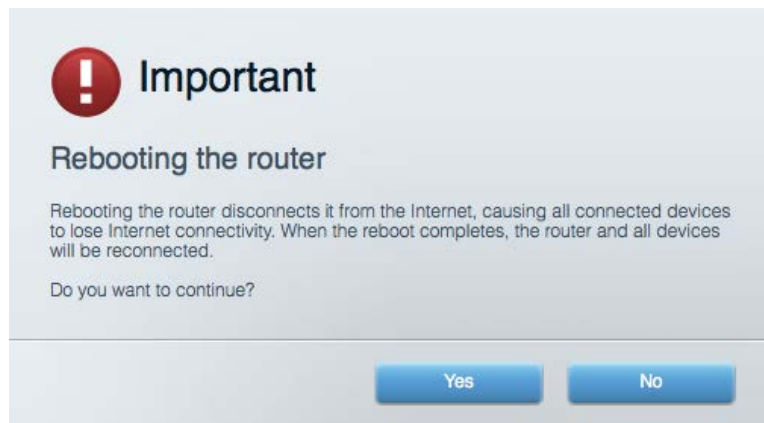 Important
Rebooting the router
Rebooting the router disconnects it from the Internet, causing all connected devices
to lose Internet connectivity. When the reboot completes, the router and all devices
will be reconnected.
Do you want to continue?
Yes No